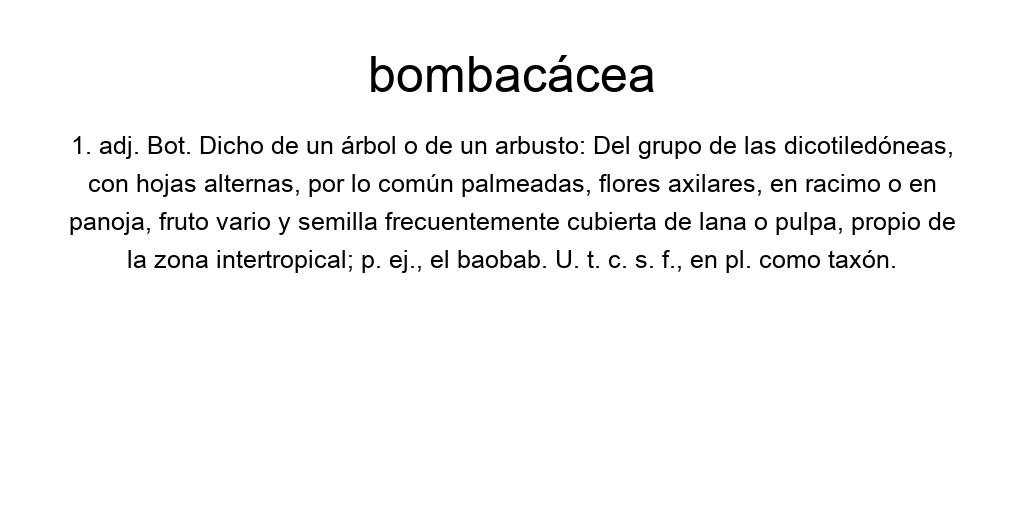 bombacácea
1. adj. Bot. Dicho de un árbol o de un arbusto: Del grupo de las dicotiledóneas,
con hojas alternas, por lo común palmeadas, flores axilares, en racimo o en
panoja, fruto vario y semilla frecuentemente cubierta de lana o pulpa, propio de
la zona intertropical; p. ej., el baobab. U. t. c. s. f., en pl. como taxón.